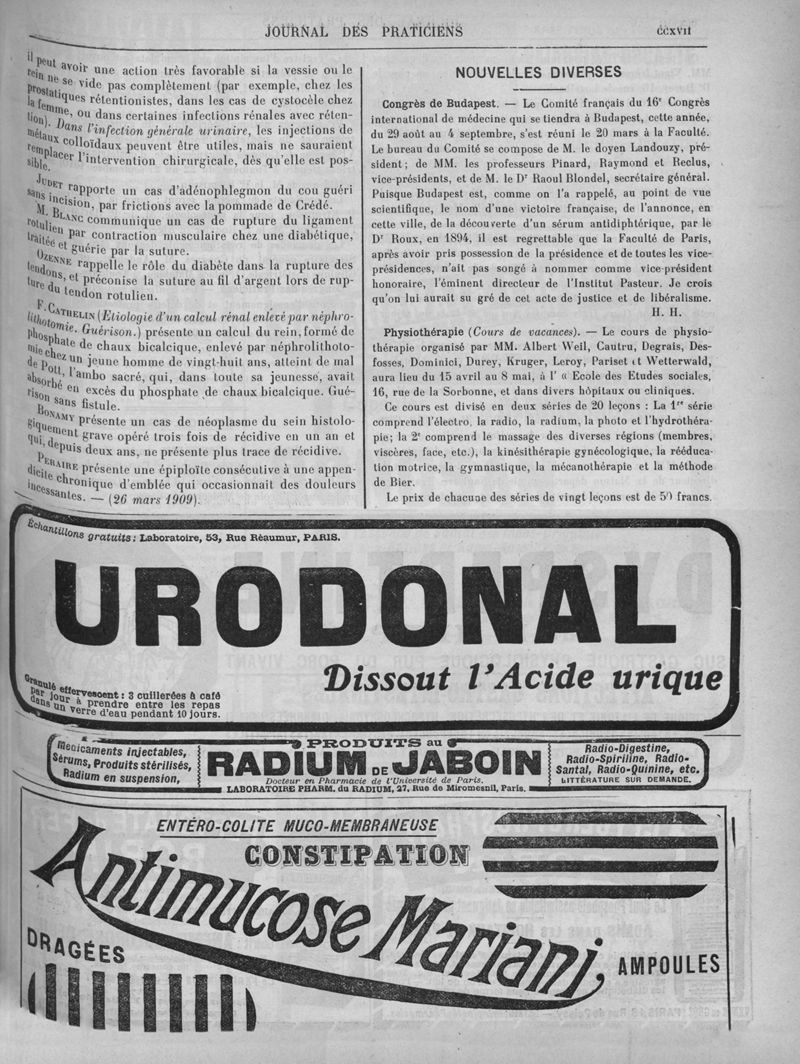 JOURNAL DES PRATICIENS
CCXVII
il peut avoir une action très favorable si la vessie ou le
rein ne se vide pas complètement (par exemple, chez les
prostatiques rétentionistes, dans les cas de cystocèle chez
la femme, ou dans certaines infections rénales avec réten-
tion). Dans l'infection générale urinaire, les injections de
métaux colloïdaux peuvent être utiles, mais ne sauraient
remplacer l'intervention chirurgicale, dès qu'elle est pos-
sible.
JUDET rapporte un cas d'adénophlegmon du cou guéri
sans incision, par frictions avec la pommade de Crédé.
M. BLANC communique un cas de rupture du ligament
rotulien par contraction musculaire chez une diabétique,
traitée et guérie par la suture.
OZENNE rappelle le rôle du diabète dans la rupture des
tendons, et préconise la suture au fil d'argent lors de rup-
ture du tendon rotulien.
F. CATHELIN (Etiologie d'un calcul rénal enlevé par néphro-
lithotomie. Guérison.) présente un calcul du rein, formé de
phosphate de chaux bicalcique, enlevé par néphrolithoto-
mie chez un jeune homme de vingt-huit ans, atteint de mal
de Pott, l'ambo sacré, qui, dans toute sa jeunesse, avait
absorbé en excès du phosphate de chaux bicalcique. Gué-
rison sans fistule.
BONAMY présente un cas de néoplasme du sein histolo-
giquement grave opéré trois fois de récidive en un an et
qui, depuis deux ans, ne présente plus trace de récidive.
PERAIRE présente une épiploïte consécutive à une appen-
dicite chronique d'emblée qui occasionnait des douleurs
incessantes. — (26 mars 1909).
NOUVELLES DIVERSES
Congrès de Budapest. — Le Comité français du 16e Congrès
international de médecine qui se tiendra à Budapest, cette année,
du 29 août au 4 septembre, s'est réuni le 20 mars à la Faculté.
Le bureau du Comité se compose de M. le doyen Landouzy, pré-
sident ; de MM. les professeurs Pinard, Raymond et Reclus,
vice-présidents, et de M. le Dr Raoul Blondel, secrétaire général.
Puisque Budapest est, comme on l'a rappelé, au point de vue
scientifique, le nom d'une victoire française, de l'annonce, en
cette ville, de la découverte d'un sérum antidiphtérique, par le
Dr Roux, en 1894, il est regrettable que la Faculté de Paris,
après avoir pris possession de la présidence et de toutes les vice-
présidences, n'ait pas songé à nommer comme vice-président
honoraire, l'éminent directeur de l'Institut Pasteur. Je crois
qu'on lui aurait su gré de cet acte de justice et de libéralisme.
H. H.
Physiothérapie (Cours de vacances). — Le cours de physio-
thérapie organisé par MM. Albert Weil, Cautru, Degrais, Des-
fosses, Dominici, Durey, Kruger, Leroy, Pariset et Wetterwald,
aura lieu du 15 avril au 8 mai, à l' « Ecole des Etudes sociales,
16, rue de la Sorbonne, et dans divers hôpitaux ou cliniques.
Ce cours est divisé en deux séries de 20 leçons : La 1re série
comprend l'électro, la radio, la radium, la photo et l'hydrothéra-
pie ; la 2e comprend le massage des diverses régions (membres,
viscères, face, etc.), la kinésithérapie gynécologique, la rééduca-
tion motrice, la gymnastique, la mécanothérapie et la méthode
de Bier.
Le prix de chacune des séries de vingt leçons est de 50 francs.
Échantillons gratuits : Laboratoire, 53, Rue Réaumur, PARIS.
URODONAL
Dissout l'Acide urique
Granulé effervescent : 3 cuillerées à café
par jour à prendre entre les repas
dans un verre d'eau pendant 10 jours.
Medicaments injectables,
Sérums, Produits stérilisés,
Radium en suspension,
PRODUITS au
RADIUM DE JABOIN
Docteur en Pharmacie de l'Université de Paris.
LABORATOIRE PHARM. du RADIUM, 27, Rue de Miromesnil, Paris.
Radio-Digestine,
Radio-Spiriline, Radio-
Santal, Radio-Quinine, etc.
LITTÉRATURE SUR DEMANDE.
ENTÉRO-COLITE MUCO-MEMBRANEUSE
CONSTIPATION
Antimucose Mariani,
DRAGÉES
AMPOULES